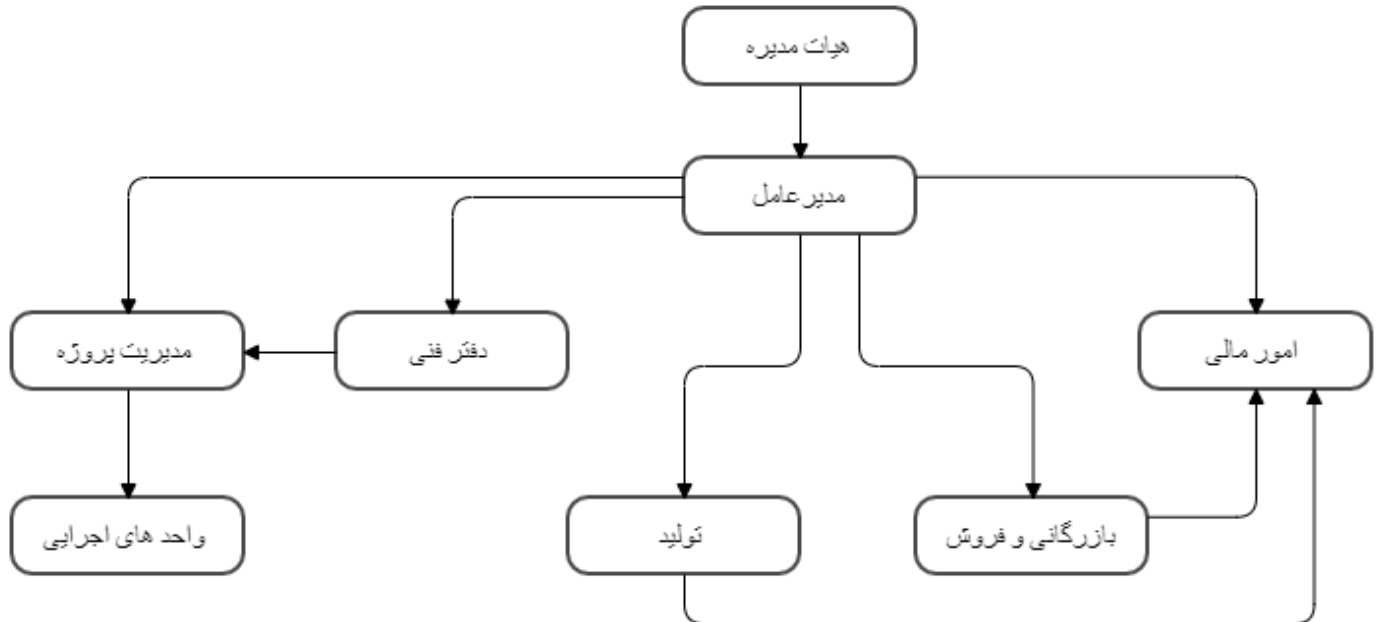 هیات مدیره
مدیر عامل
امور مالی
دفتر فنی
مدیریت پروژه
بازرگانی و فروش
تولید
واحد های اجرایی